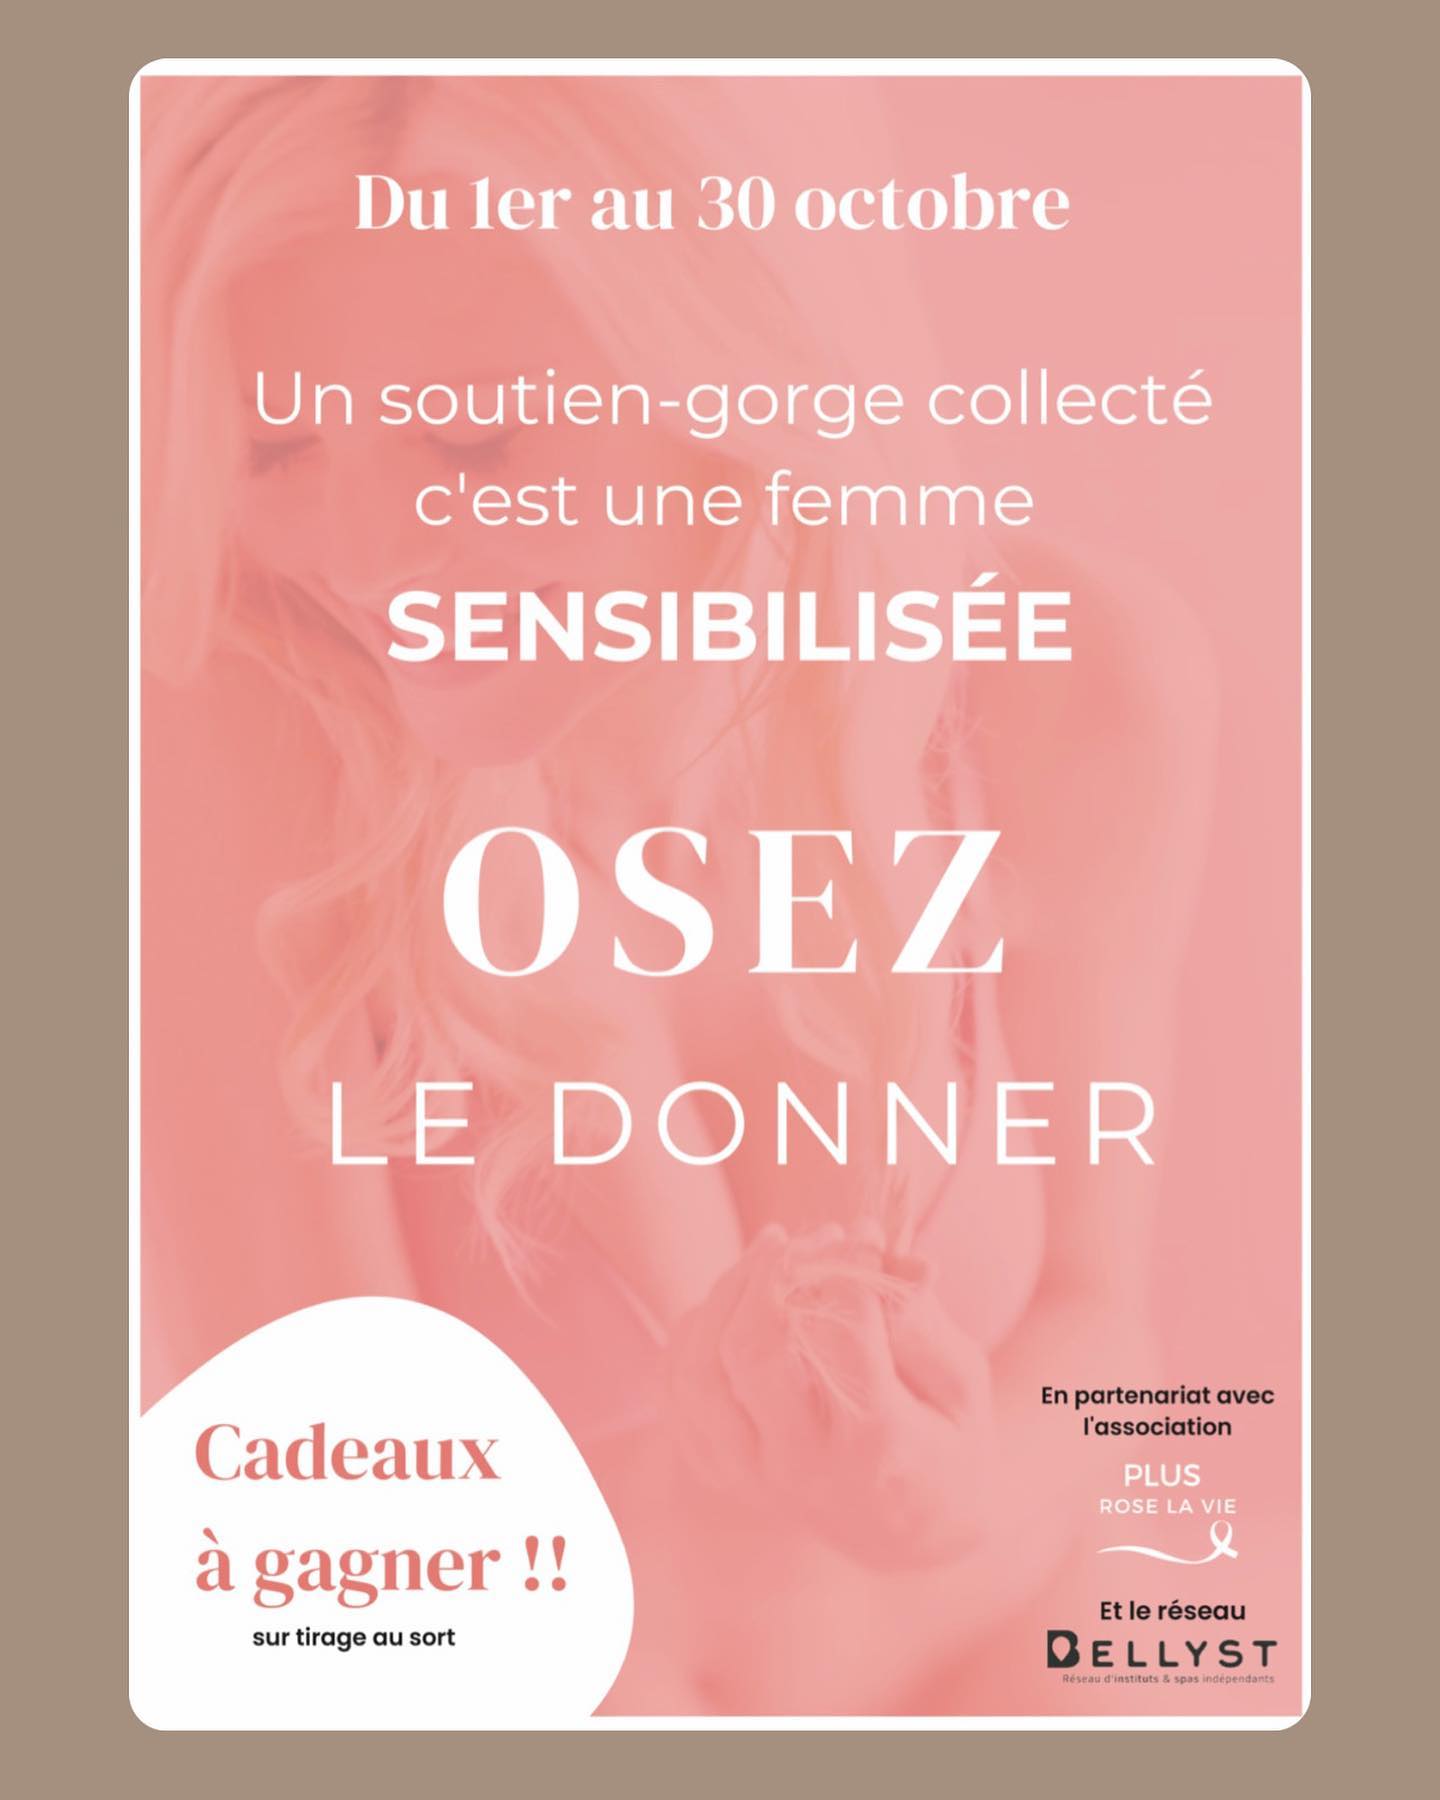 Du 1er au 30 octobre
Un soutien-gorge collecté
c'est une femme
SENSIBILISÉE
OSEZ
LE DONNER
Cadeaux
à gagner !!
sur tirage au sort
En partenariat avec
l'association
PLUS
ROSE LA VIE
Et le réseau
BELLYST
Réseau d'instituts & spas indépendants